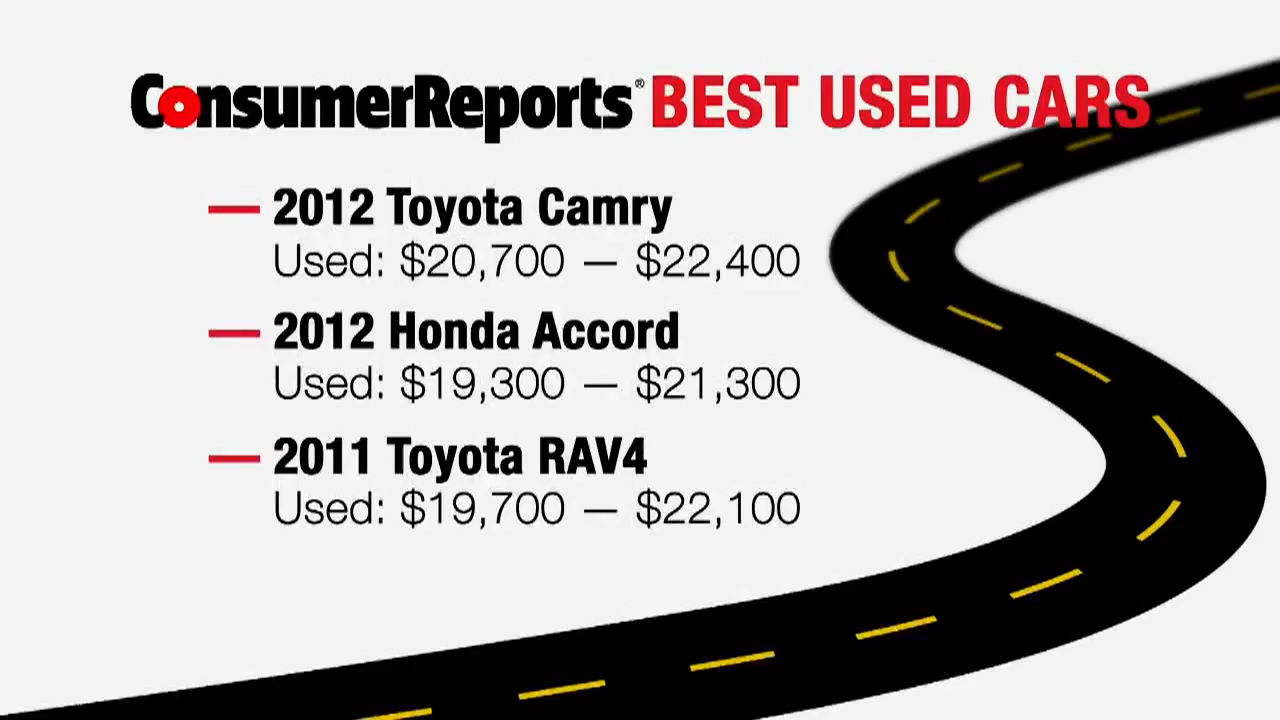 ConsumerReports® BEST USED CARS
— 2012 Toyota Camry
Used: $20,700 — $22,400
— 2012 Honda Accord
Used: $19,300 — $21,300
— 2011 Toyota RAV4
Used: $19,700 — $22,100